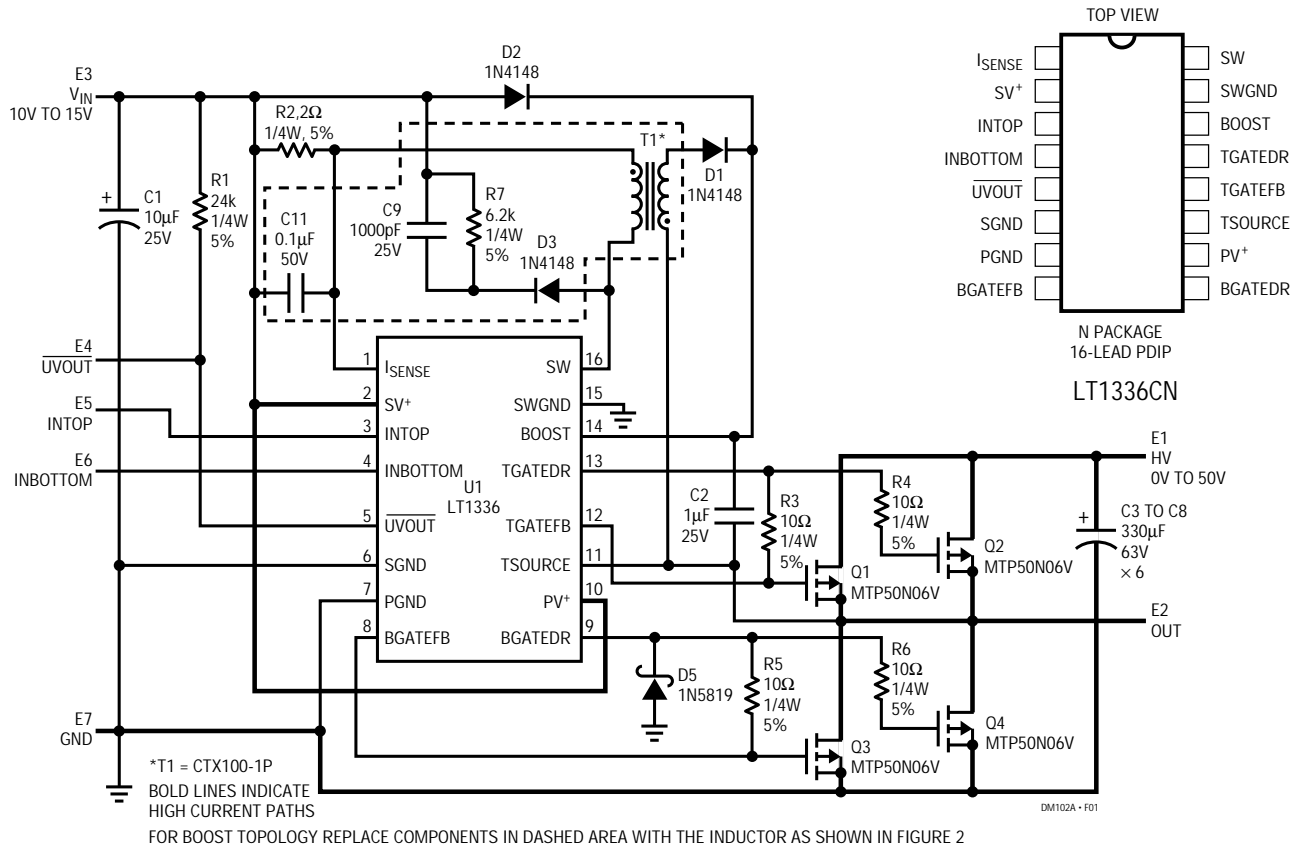 TOP VIEW
I_SENSE
SV+
INTOP
INBOTTOM
UVOUT
SGND
PGND
BGATEFB
SW
SWGND
BOOST
TGATEDR
TGATEFB
TSOURCE
PV+
BGATEDR
N PACKAGE
16-LEAD PDIP
LT1336CN
E3
V_IN
10V TO 15V
D2
1N4148
R2,2Ω
1/4W, 5%
T1*
D1
1N4148
+
C1
10µF
25V
R1
24k
1/4W
5%
C11
0.1µF
50V
C9
1000pF
25V
R7
6.2k
1/4W
5%
D3
1N4148
E4
UVOUT
E5
INTOP
E6
INBOTTOM
1 I_SENSE
2 SV+
3 INTOP
4 INBOTTOM
5 UVOUT
6 SGND
7 PGND
8 BGATEFB
U1
LT1336
SW 16
SWGND 15
BOOST 14
TGATEDR 13
TGATEFB 12
TSOURCE 11
PV+ 10
BGATEDR 9
C2
1µF
25V
R3
10Ω
1/4W
5%
R4
10Ω
1/4W
5%
Q1
MTP50N06V
Q2
MTP50N06V
E1
HV
0V TO 50V
+
C3 TO C8
330µF
63V
× 6
E2
OUT
D5
1N5819
R5
10Ω
1/4W
5%
R6
10Ω
1/4W
5%
Q3
MTP50N06V
Q4
MTP50N06V
E7
GND
*T1 = CTX100-1P
BOLD LINES INDICATE
HIGH CURRENT PATHS
DM102A • F01
FOR BOOST TOPOLOGY REPLACE COMPONENTS IN DASHED AREA WITH THE INDUCTOR AS SHOWN IN FIGURE 2